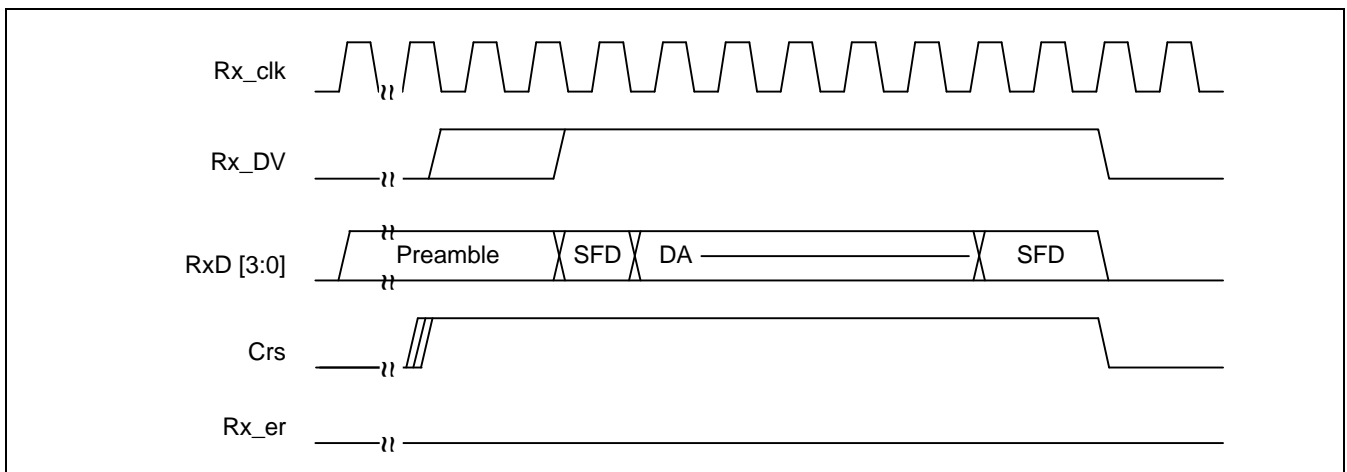 Rx_clk
Rx_DV
RxD [3:0] Preamble SFD DA SFD
Crs
Rx_er